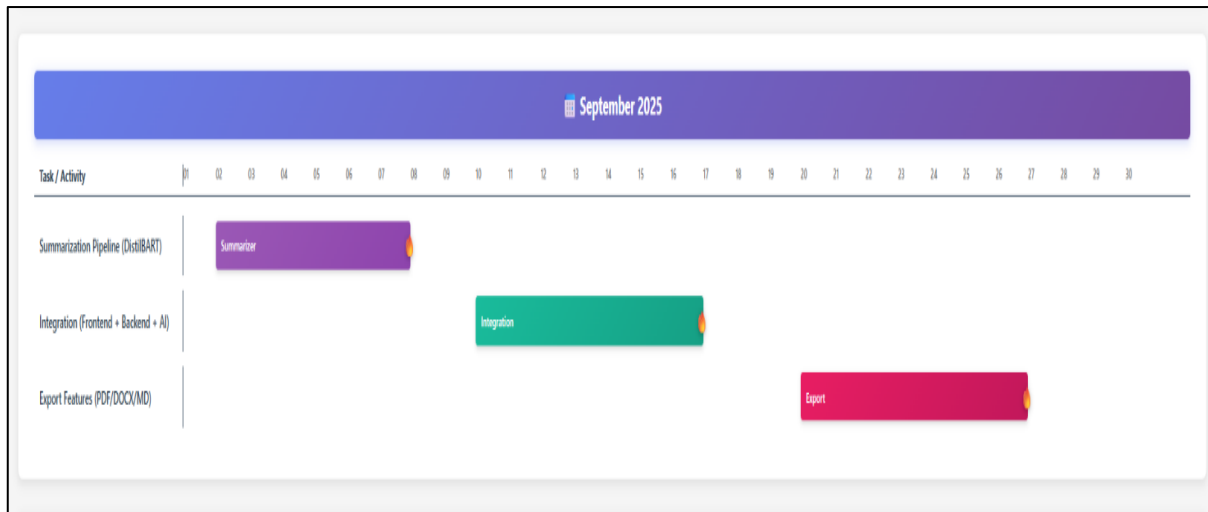 September 2025
Task / Activity 01 02 03 04 05 06 07 08 09 10 11 12 13 14 15 16 17 18 19 20 21 22 23 24 25 26 27 28 29 30
Summarization Pipeline (DistilBART) Summarizer
Integration (Frontend + Backend + AI) Integration
Export Features (PDF/DOCX/MD) Export